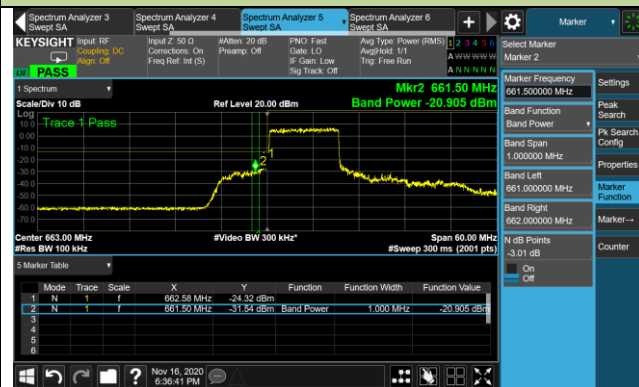 Spectrum Analyzer 3
Swept SA
Spectrum Analyzer 4
Swept SA
Spectrum Analyzer 5
Swept SA
Spectrum Analyzer 6
Swept SA
Marker
KEYSIGHT
Input: RF
Coupling: DC
Align: Off
Input Z: 50 Ω
Corrections: On
Freq Ref: Int (S)
#Atten: 20 dB
Preamp: Off
PNO: Fast
Gate: LO
IF Gain: Low
Sig Track: Off
Avg Type: Power (RMS)
Avg|Hold: 1/1
Trig: Free Run
1 2 3 4 5 6
A W W W W W
A N N N N N
LXI PASS
Select Marker
Marker 2
1 Spectrum
Scale/Div 10 dB
Ref Level 20.00 dBm
Mkr2 661.50 MHz
Band Power -20.905 dBm
Log
Trace 1 Pass
10.0
0.00
-10.0
-20.0
-30.0
-40.0
-50.0
-60.0
-70.0
2
1
Center 663.00 MHz
#Res BW 100 kHz
#Video BW 300 kHz*
Span 60.00 MHz
#Sweep 300 ms (2001 pts)
Marker Frequency
661.500000 MHz
Band Function
Band Power
Band Span
1.000000 MHz
Band Left
661.000000 MHz
Band Right
662.000000 MHz
N dB Points
-3.01 dB
On
Off
Settings
Peak
Search
Pk Search
Config
Properties
Marker
Function
Marker→
Counter
5 Marker Table
Mode Trace Scale X Y Function Function Width Function Value
1 N 1 f 662.58 MHz -24.32 dBm
2 N 1 f 661.50 MHz -31.54 dBm Band Power 1.000 MHz -20.905 dBm
3
4
5
6
?
Nov 16, 2020
6:36:41 PM